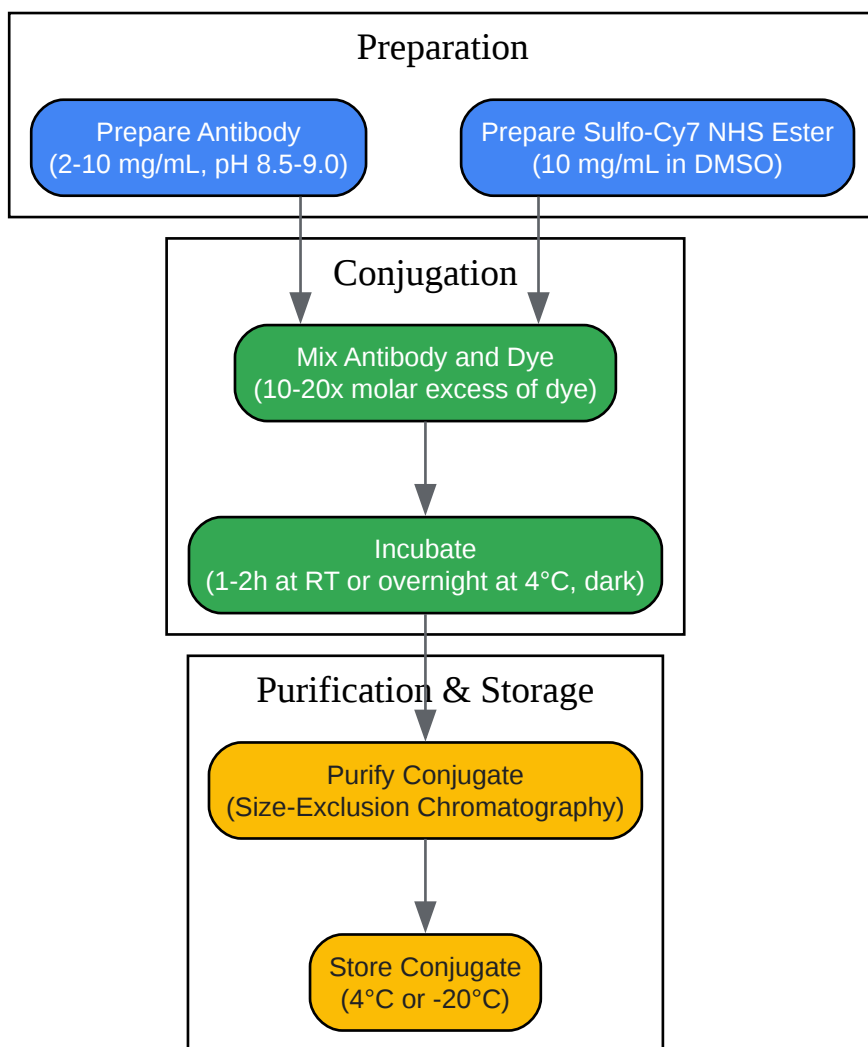 Preparation
Prepare Antibody
(2-10 mg/mL, pH 8.5-9.0)
Prepare Sulfo-Cy7 NHS Ester
(10 mg/mL in DMSO)
Conjugation
Mix Antibody and Dye
(10-20x molar excess of dye)
Incubate
(1-2h at RT or overnight at 4°C, dark)
Purification & Storage
Purify Conjugate
(Size-Exclusion Chromatography)
Store Conjugate
(4°C or -20°C)